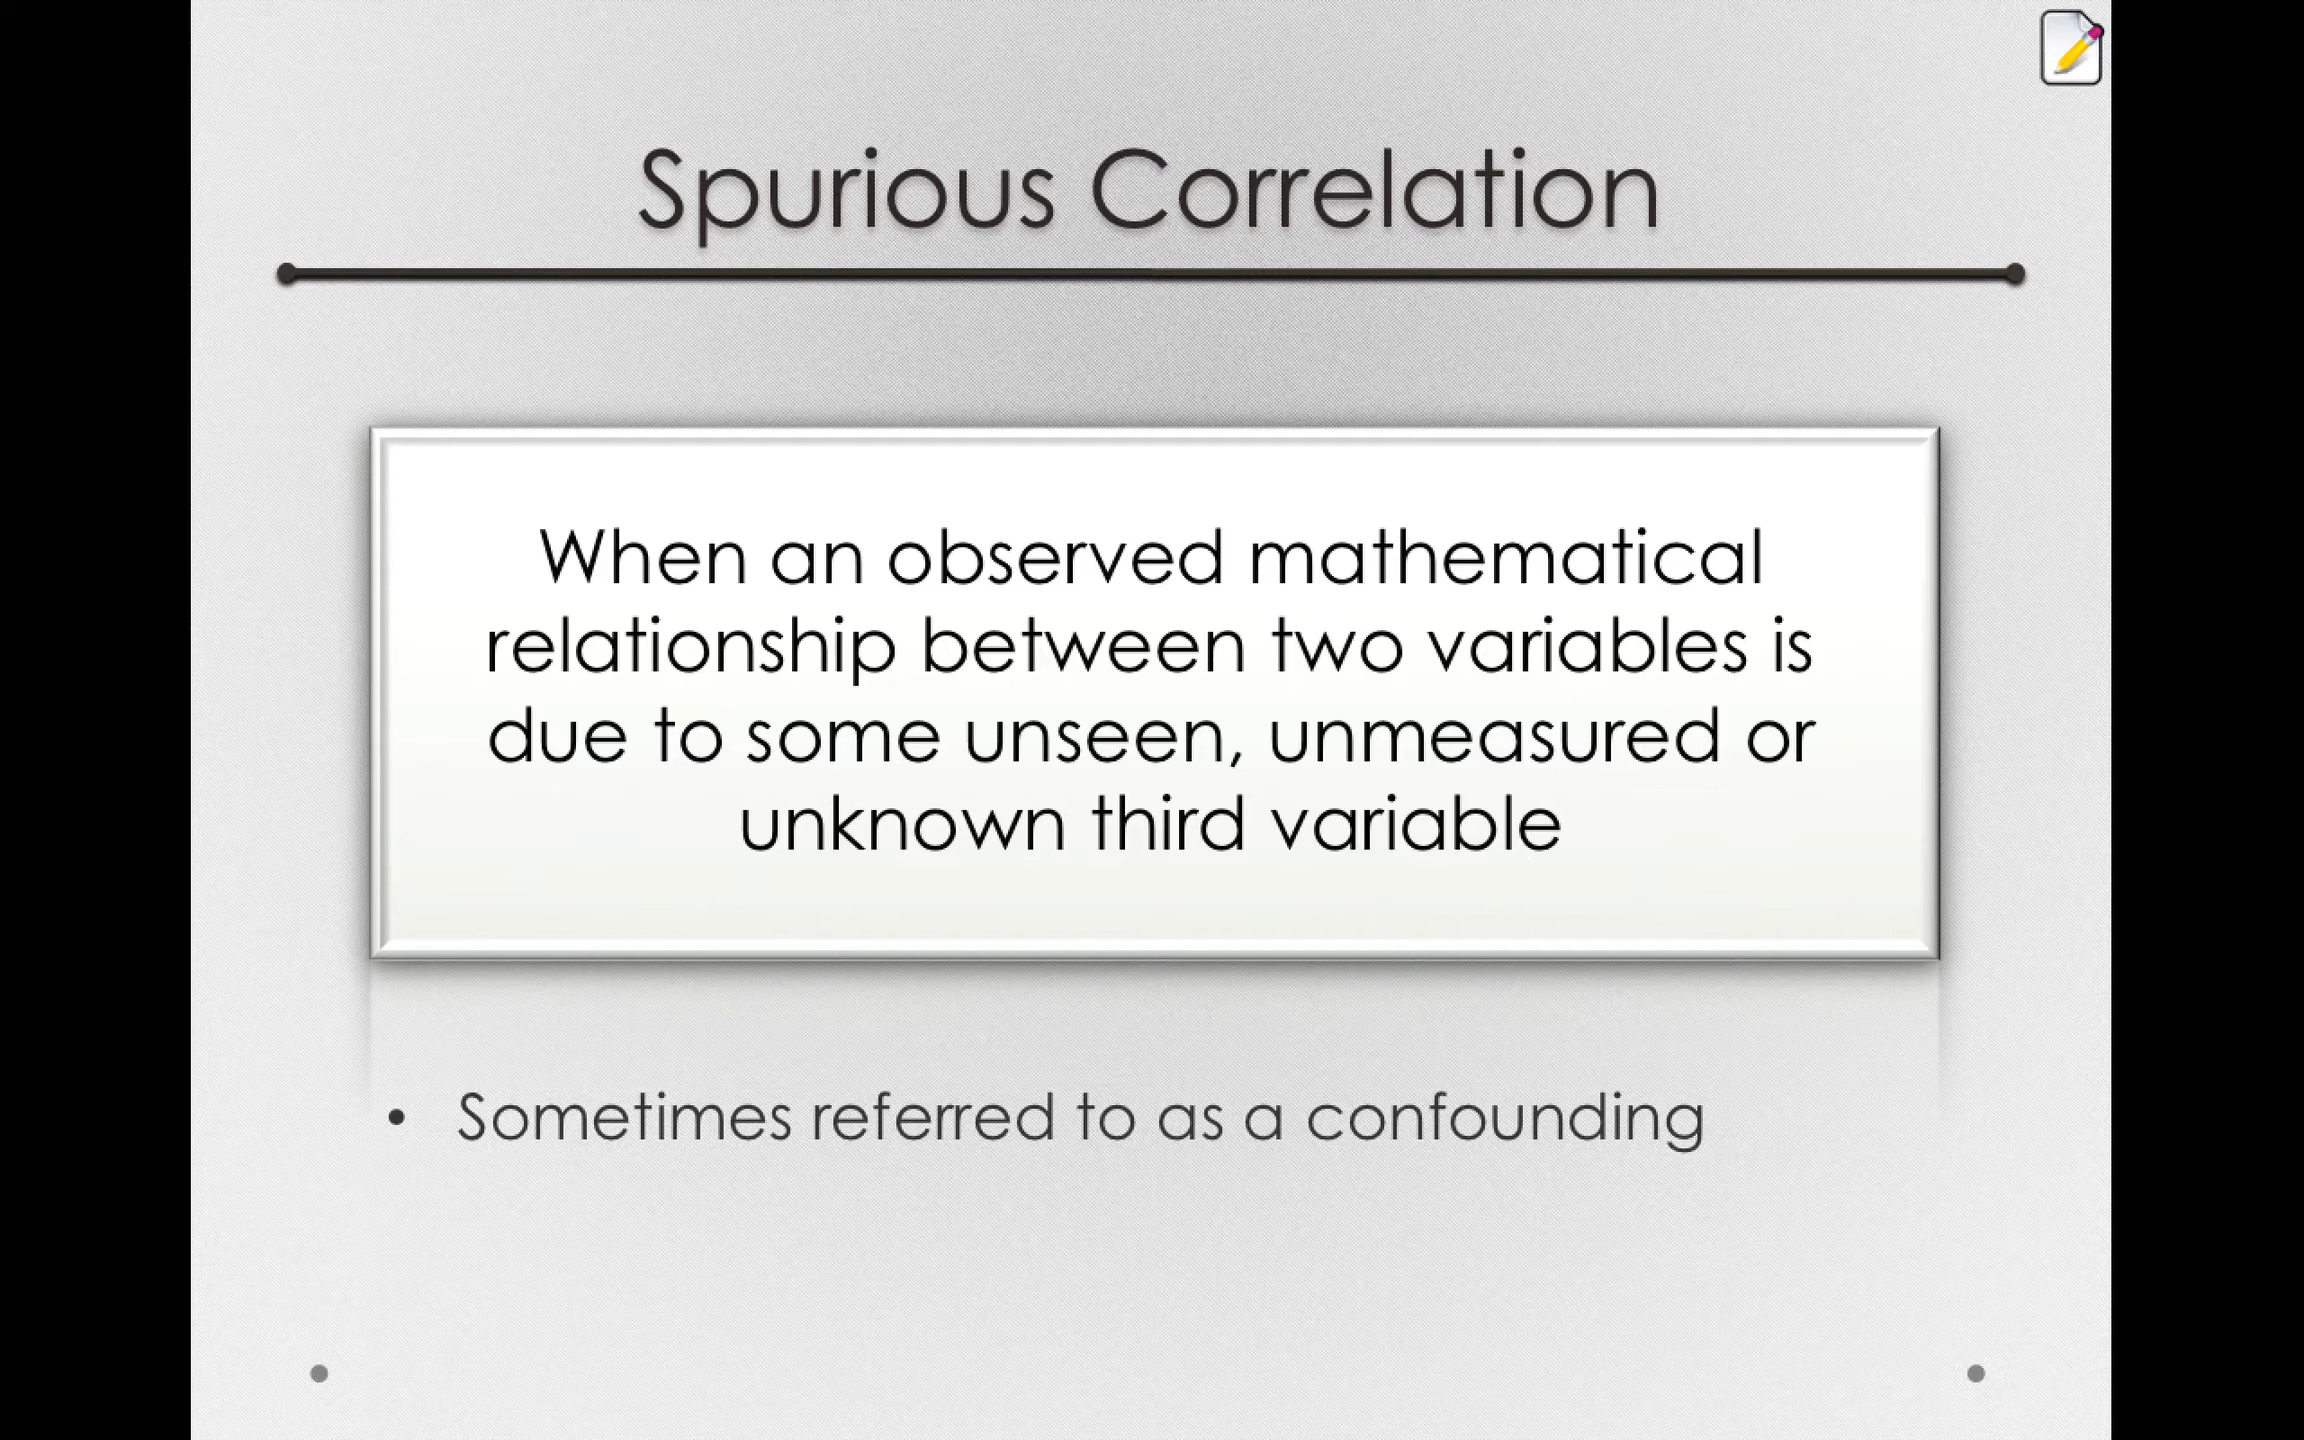 Spurious Correlation
When an observed mathematical
relationship between two variables is
due to some unseen, unmeasured or
unknown third variable
• Sometimes referred to as a confounding